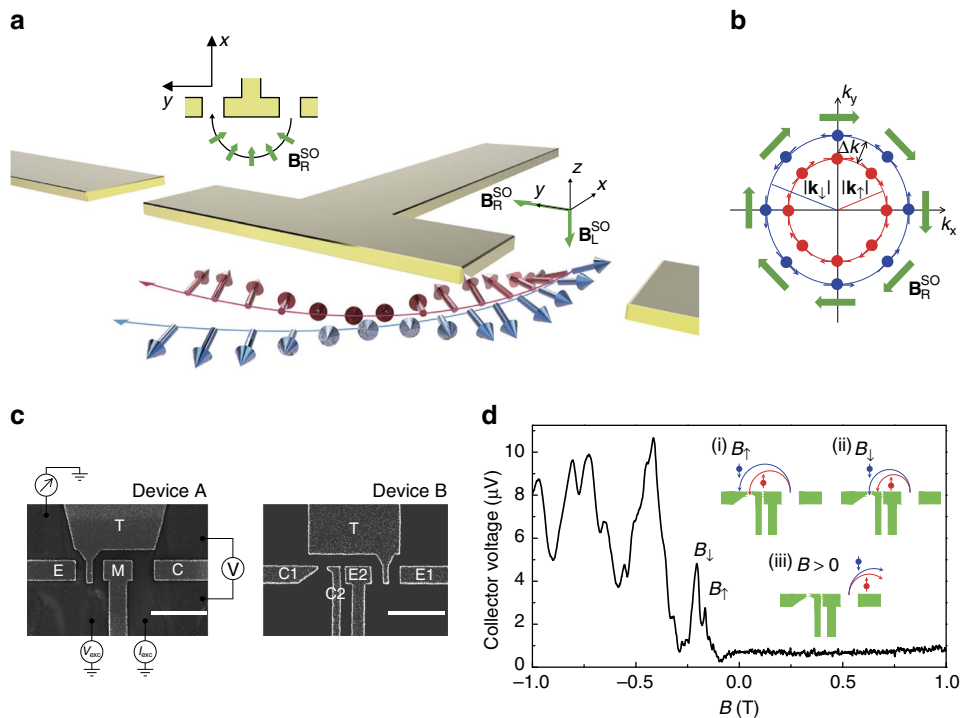 a
x
y
B_R^SO
z
x
y
B_R^SO
B_L^SO
b
k_y
Δk
|k↓|
|k↑|
k_x
B_R^SO
c
Device A
T
E
M
C
V
V_exc
I_exc
Device B
T
C1
C2
E2
E1
d
Collector voltage (µV)
10
8
6
4
2
0
−1.0
−0.5
0.0
0.5
1.0
B (T)
B↓
B↑
(i) B↑
(ii) B↓
(iii) B > 0